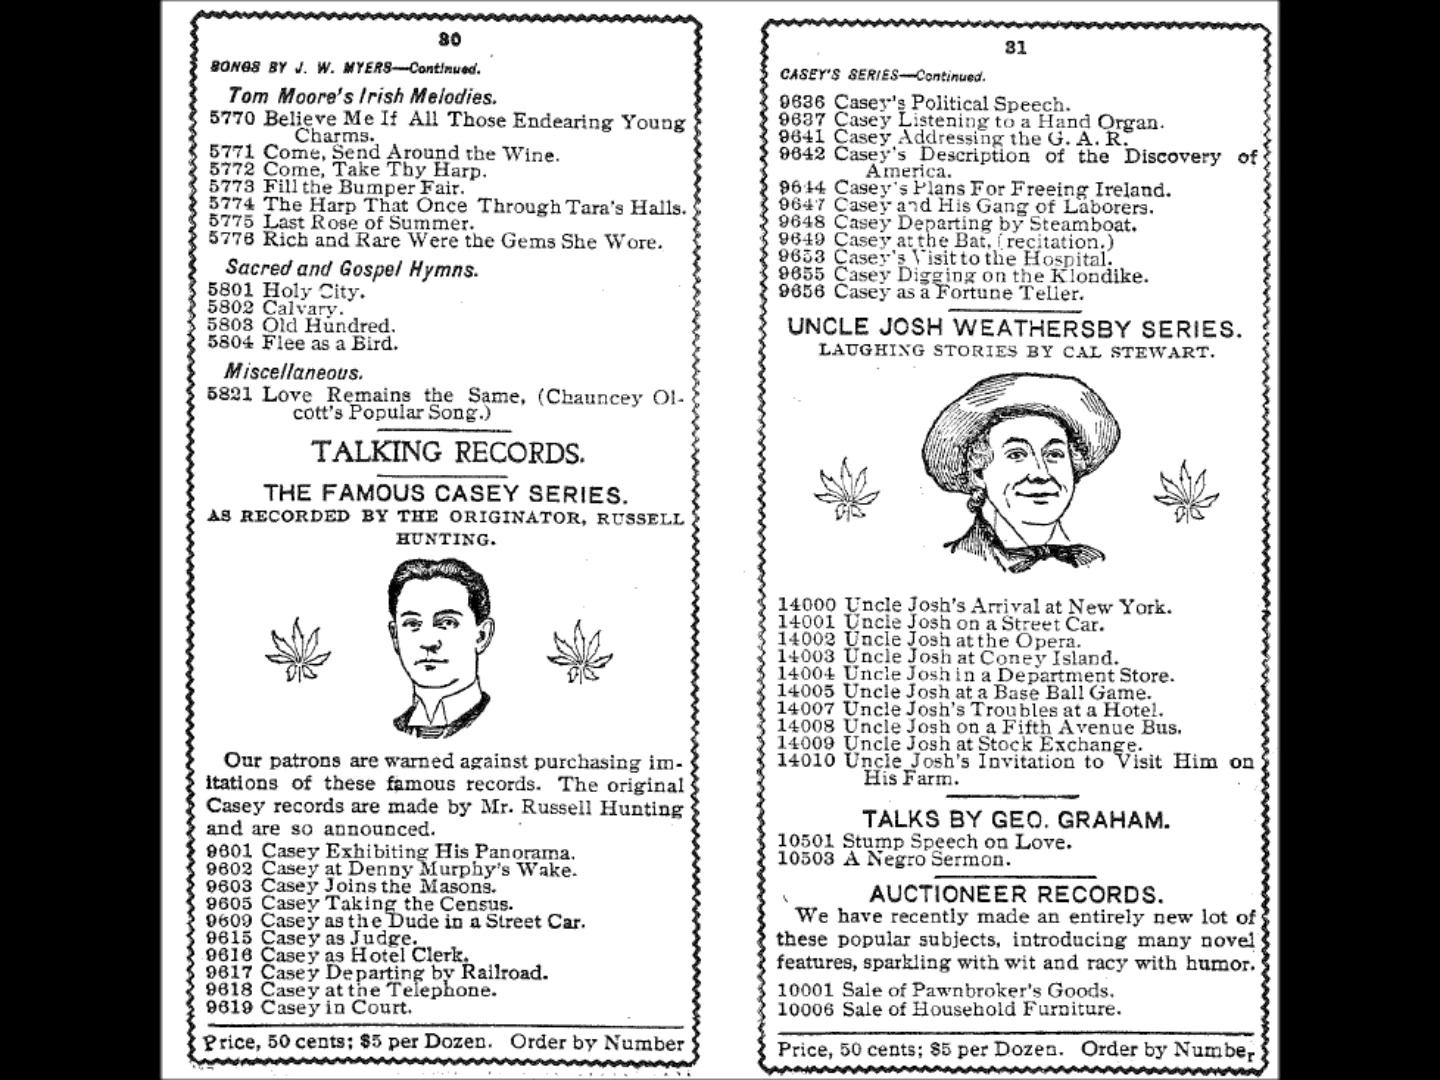 30
SONGS BY J. W. MYERS—Continued.
Tom Moore's Irish Melodies.
5770 Believe Me If All Those Endearing Young
Charms.
5771 Come, Send Around the Wine.
5772 Come, Take Thy Harp.
5773 Fill the Bumper Fair.
5774 The Harp That Once Through Tara's Halls.
5775 Last Rose of Summer.
5776 Rich and Rare Were the Gems She Wore.
Sacred and Gospel Hymns.
5801 Holy City.
5802 Calvary.
5803 Old Hundred.
5804 Flee as a Bird.
Miscellaneous.
5821 Love Remains the Same, (Chauncey Ol-
cott's Popular Song.)
TALKING RECORDS.
THE FAMOUS CASEY SERIES.
AS RECORDED BY THE ORIGINATOR, RUSSELL
HUNTING.
Our patrons are warned against purchasing im-
itations of these famous records. The original
Casey records are made by Mr. Russell Hunting
and are so announced.
9601 Casey Exhibiting His Panorama.
9602 Casey at Denny Murphy's Wake.
9603 Casey Joins the Masons.
9605 Casey Taking the Census.
9609 Casey as the Dude in a Street Car.
9615 Casey as Judge.
9616 Casey as Hotel Clerk.
9617 Casey Departing by Railroad.
9618 Casey at the Telephone.
9619 Casey in Court.
Price, 50 cents; $5 per Dozen. Order by Number
31
CASEY'S SERIES—Continued.
9636 Casey's Political Speech.
9637 Casey Listening to a Hand Organ.
9641 Casey Addressing the G. A. R.
9642 Casey's Description of the Discovery of
America.
9644 Casey's Plans For Freeing Ireland.
9647 Casey and His Gang of Laborers.
9648 Casey Departing by Steamboat.
9649 Casey at the Bat, (recitation.)
9653 Casey's Visit to the Hospital.
9655 Casey Digging on the Klondike.
9656 Casey as a Fortune Teller.
UNCLE JOSH WEATHERSBY SERIES.
LAUGHING STORIES BY CAL STEWART.
14000 Uncle Josh's Arrival at New York.
14001 Uncle Josh on a Street Car.
14002 Uncle Josh at the Opera.
14003 Uncle Josh at Coney Island.
14004 Uncle Josh in a Department Store.
14005 Uncle Josh at a Base Ball Game.
14007 Uncle Josh's Troubles at a Hotel.
14008 Uncle Josh on a Fifth Avenue Bus.
14009 Uncle Josh at Stock Exchange.
14010 Uncle Josh's Invitation to Visit Him on
His Farm.
TALKS BY GEO. GRAHAM.
10501 Stump Speech on Love.
10503 A Negro Sermon.
AUCTIONEER RECORDS.
We have recently made an entirely new lot of
these popular subjects, introducing many novel
features, sparkling with wit and racy with humor.
10001 Sale of Pawnbroker's Goods.
10006 Sale of Household Furniture.
Price, 50 cents; $5 per Dozen. Order by Number